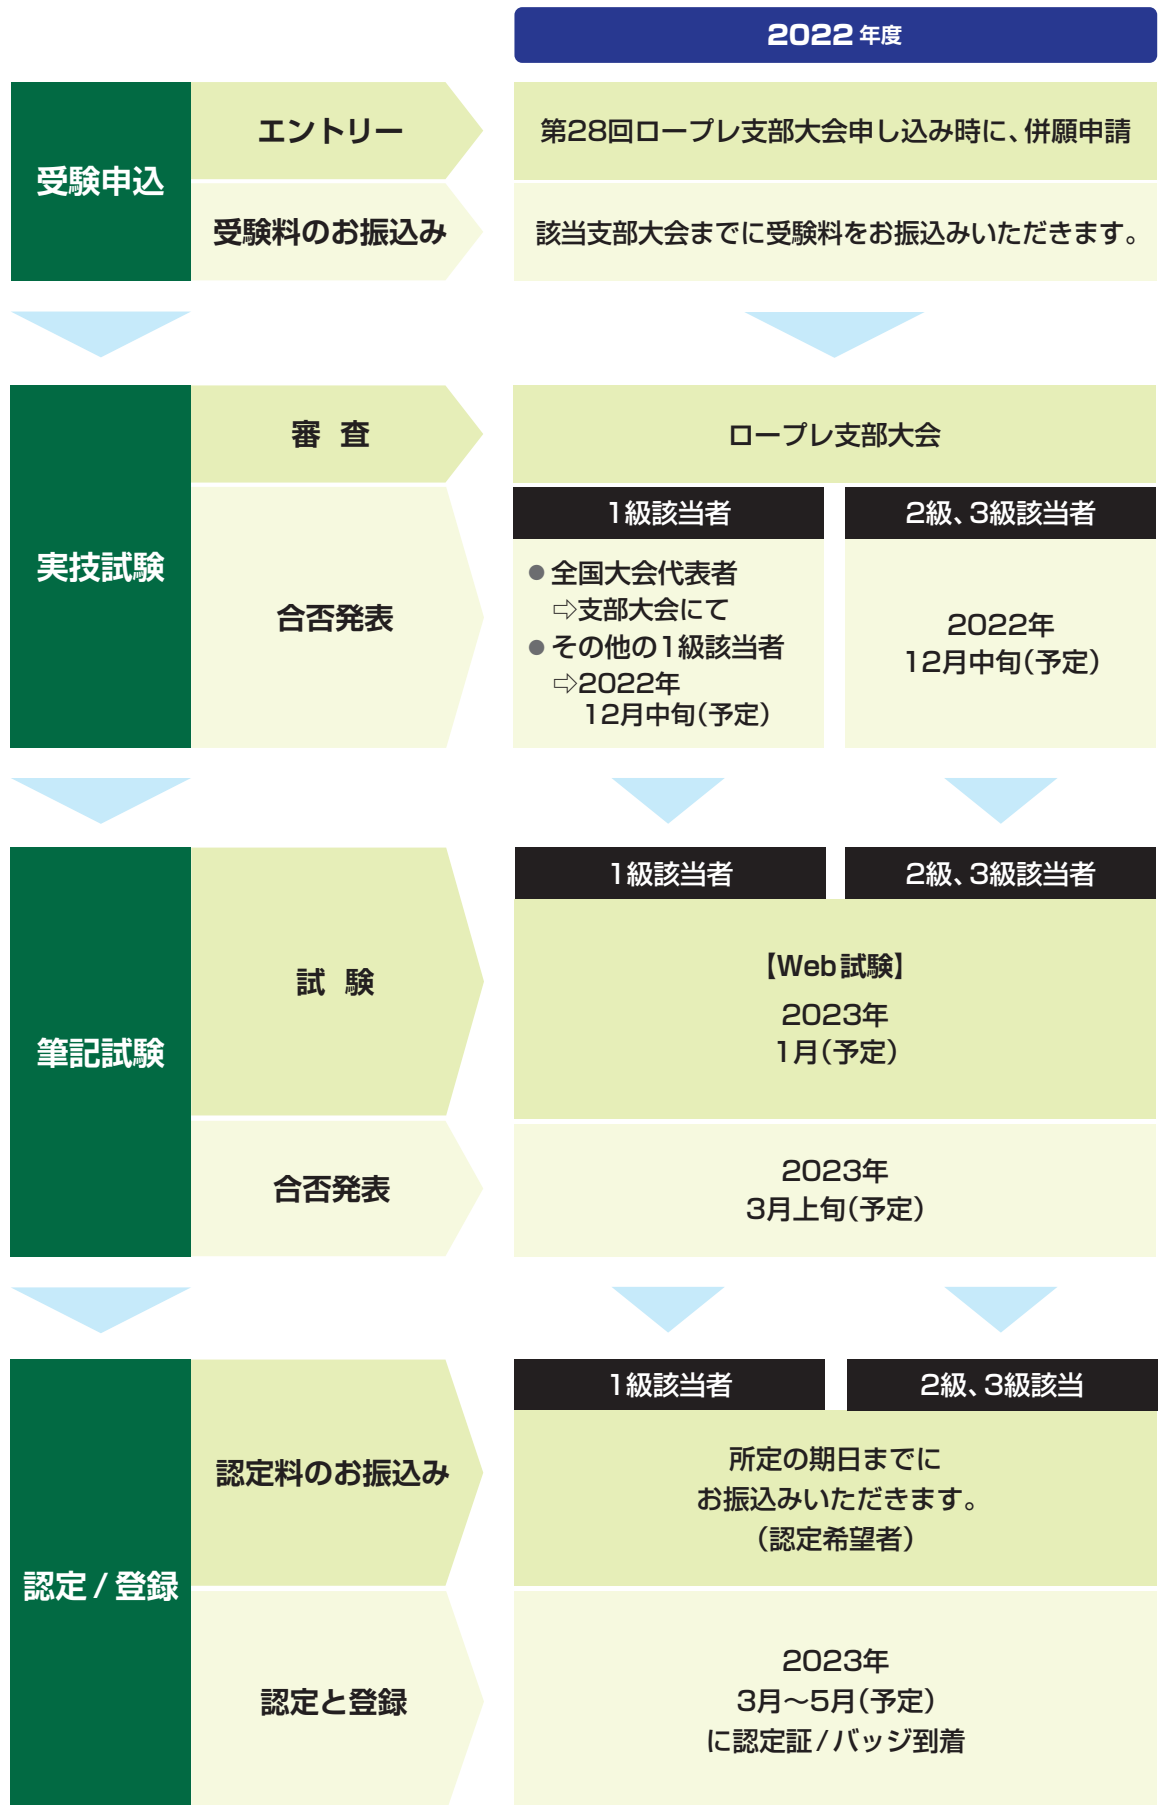 2022 年度
受験申込
エントリー
第28回ロープレ支部大会申し込み時に、併願申請
受験料のお振込み
該当支部大会までに受験料をお振込みいただきます。
実技試験
審 査
ロープレ支部大会
合否発表
1級該当者
● 全国大会代表者
⇨支部大会にて
● その他の1級該当者
⇨2022年
12月中旬(予定)
2級、3級該当者
2022年
12月中旬(予定)
筆記試験
試 験
1級該当者
2級、3級該当者
【Web試験】
2023年
1月(予定)
合否発表
2023年
3月上旬(予定)
認定 / 登録
認定料のお振込み
1級該当者
2級、3級該当
所定の期日までに
お振込みいただきます。
(認定希望者)
認定と登録
2023年
3月～5月(予定)
に認定証/バッジ到着